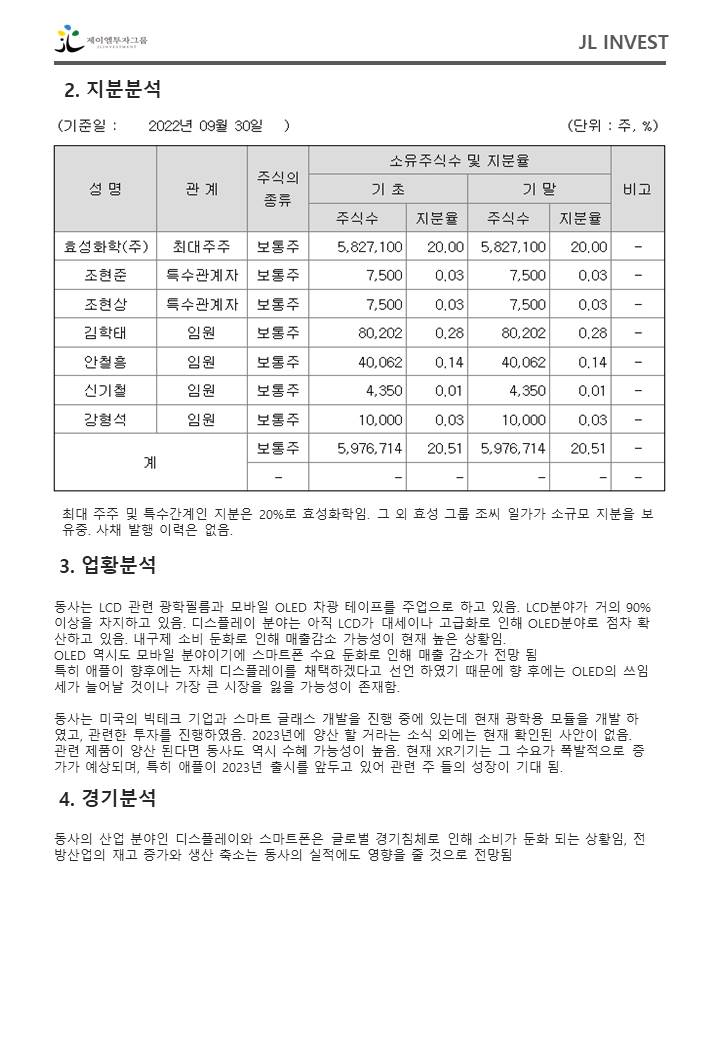 제이엘투자그룹
JLINVESTMENT
JL INVEST
2. 지분분석
(기준일 : 2022년 09월 30일 ) (단위 : 주, %)
성 명 관 계 주식의 종류 소유주식수 및 지분율 비고
기 초 기 말
주식수 지분율 주식수 지분율
효성화학(주) 최대주주 보통주 5,827,100 20.00 5,827,100 20.00 -
조현준 특수관계자 보통주 7,500 0.03 7,500 0.03 -
조현상 특수관계자 보통주 7,500 0.03 7,500 0.03 -
김학태 임원 보통주 80,202 0.28 80,202 0.28 -
안철흥 임원 보통주 40,062 0.14 40,062 0.14 -
신기철 임원 보통주 4,350 0.01 4,350 0.01 -
강형석 임원 보통주 10,000 0.03 10,000 0.03 -
계 보통주 5,976,714 20.51 5,976,714 20.51 -
- - - - - -
최대 주주 및 특수간계인 지분은 20%로 효성화학임. 그 외 효성 그룹 조씨 일가가 소규모 지분을 보
유중. 사채 발행 이력은 없음.
3. 업황분석
동사는 LCD 관련 광학필름과 모바일 OLED 차광 테이프를 주업으로 하고 있음. LCD분야가 거의 90%
이상을 차지하고 있음. 디스플레이 분야는 아직 LCD가 대세이나 고급화로 인해 OLED분야로 점차 확
산하고 있음. 내구제 소비 둔화로 인해 매출감소 가능성이 현재 높은 상황임.
OLED 역시도 모바일 분야이기에 스마트폰 수요 둔화로 인해 매출 감소가 전망 됨
특히 애플이 향후에는 자체 디스플레이를 채택하겠다고 선언 하였기 때문에 향 후에는 OLED의 쓰임
세가 늘어날 것이나 가장 큰 시장을 잃을 가능성이 존재함.
동사는 미국의 빅테크 기업과 스마트 글래스 개발을 진행 중에 있는데 현재 광학용 모듈을 개발 하
였고, 관련한 투자를 진행하였음. 2023년에 양산 할 거라는 소식 외에는 현재 확인된 사안이 없음.
관련 제품이 양산 된다면 동사도 역시 수혜 가능성이 높음. 현재 XR기기는 그 수요가 폭발적으로 증
가가 예상되며, 특히 애플이 2023년 출시를 앞두고 있어 관련 주 들의 성장이 기대 됨.
4. 경기분석
동사의 산업 분야인 디스플레이와 스마트폰은 글로벌 경기침체로 인해 소비가 둔화 되는 상황임, 전
방산업의 재고 증가와 생산 축소는 동사의 실적에도 영향을 줄 것으로 전망됨